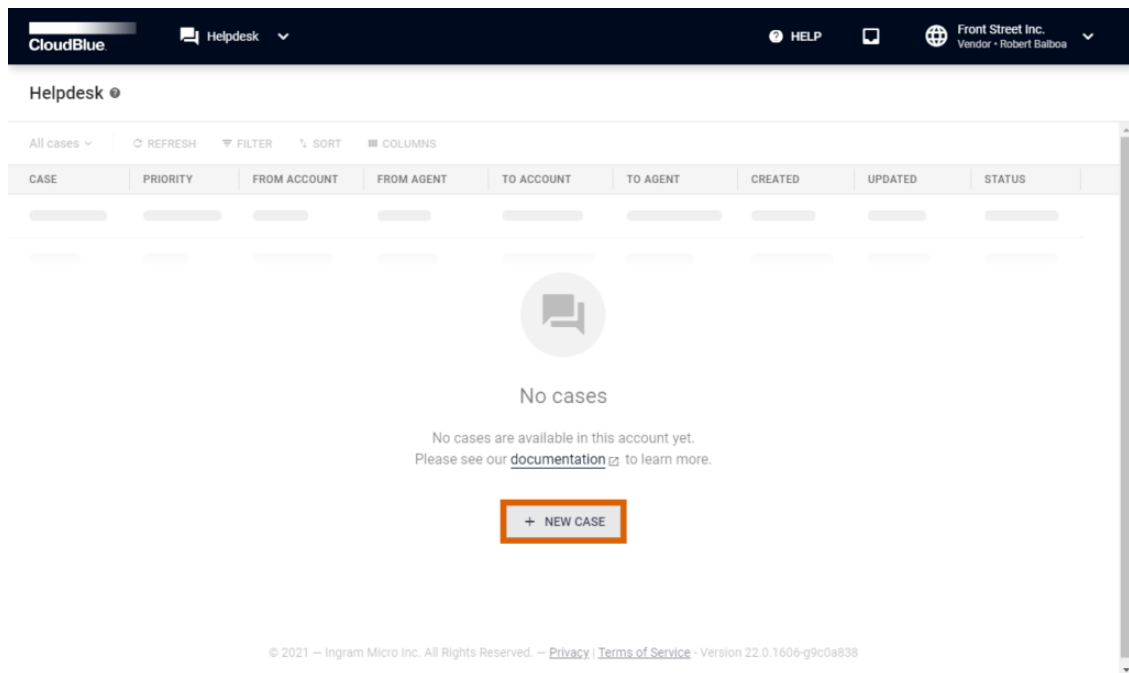 CloudBlue.
Helpdesk
HELP
Front Street Inc.
Vendor • Robert Balboa
Helpdesk
All cases
REFRESH
FILTER
SORT
COLUMNS
CASE
PRIORITY
FROM ACCOUNT
FROM AGENT
TO ACCOUNT
TO AGENT
CREATED
UPDATED
STATUS
No cases
No cases are available in this account yet.
Please see our documentation to learn more.
+ NEW CASE
© 2021 — Ingram Micro Inc. All Rights Reserved. — Privacy | Terms of Service - Version 22.0.1606-g9c0a838